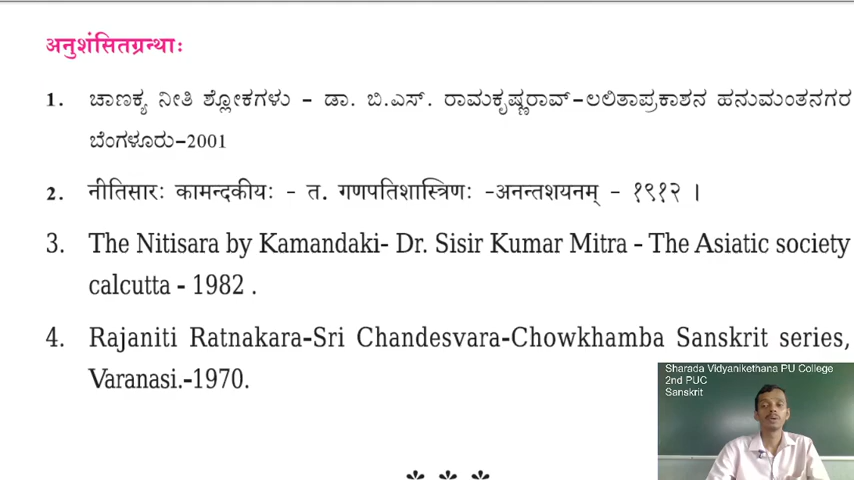 अनुशंसितग्रन्थाः
1. ಚಾಣಕ್ಯ ನೀತಿ ಶ್ಲೋಕಗಳು – ಡಾ. ಬಿ.ಎಸ್. ರಾಮಕೃಷ್ಣರಾವ್–ಲಲಿತಾಪ್ರಕಾಶನ ಹನುಮಂತನಗರ
ಬೆಂಗಳೂರು–2001
2. नीतिसारः कामन्दकीयः - त. गणपतिशास्त्रिणः -अनन्तशयनम् - १९१२ ।
3. The Nitisara by Kamandaki- Dr. Sisir Kumar Mitra - The Asiatic society
calcutta - 1982 .
4. Rajaniti Ratnakara-Sri Chandesvara-Chowkhamba Sanskrit series,
Varanasi.-1970.
Sharada Vidyanikethana PU College
2nd PUC
Sanskrit
* * *